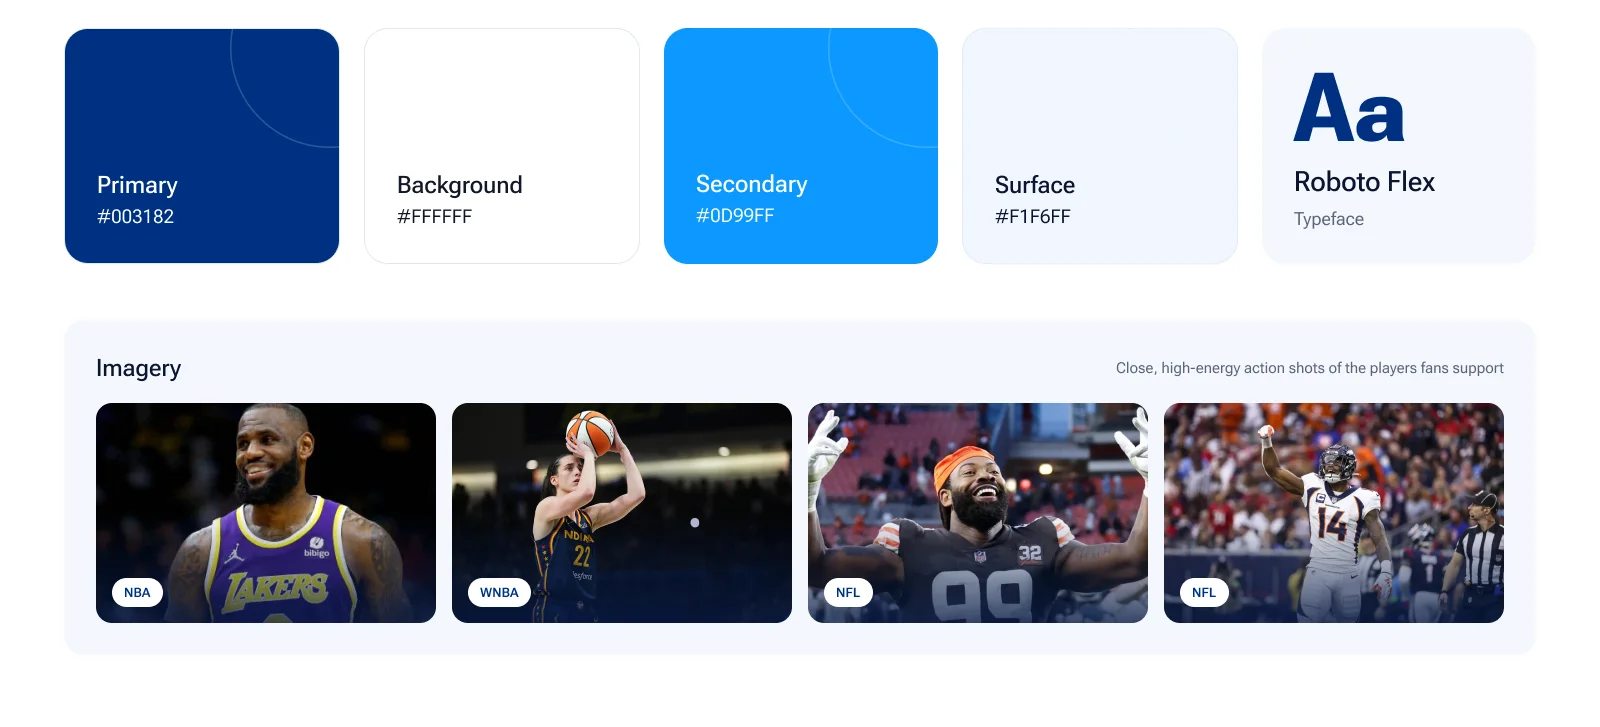 Primary
#003182
Background
#FFFFFF
Secondary
#0D99FF
Surface
#F1F6FF
Aa
Roboto Flex
Typeface
Imagery
Close, high-energy action shots of the players fans support
bibigo
LAKERS
NBA
22
WNBA
32
99
NFL
14
C
NFL